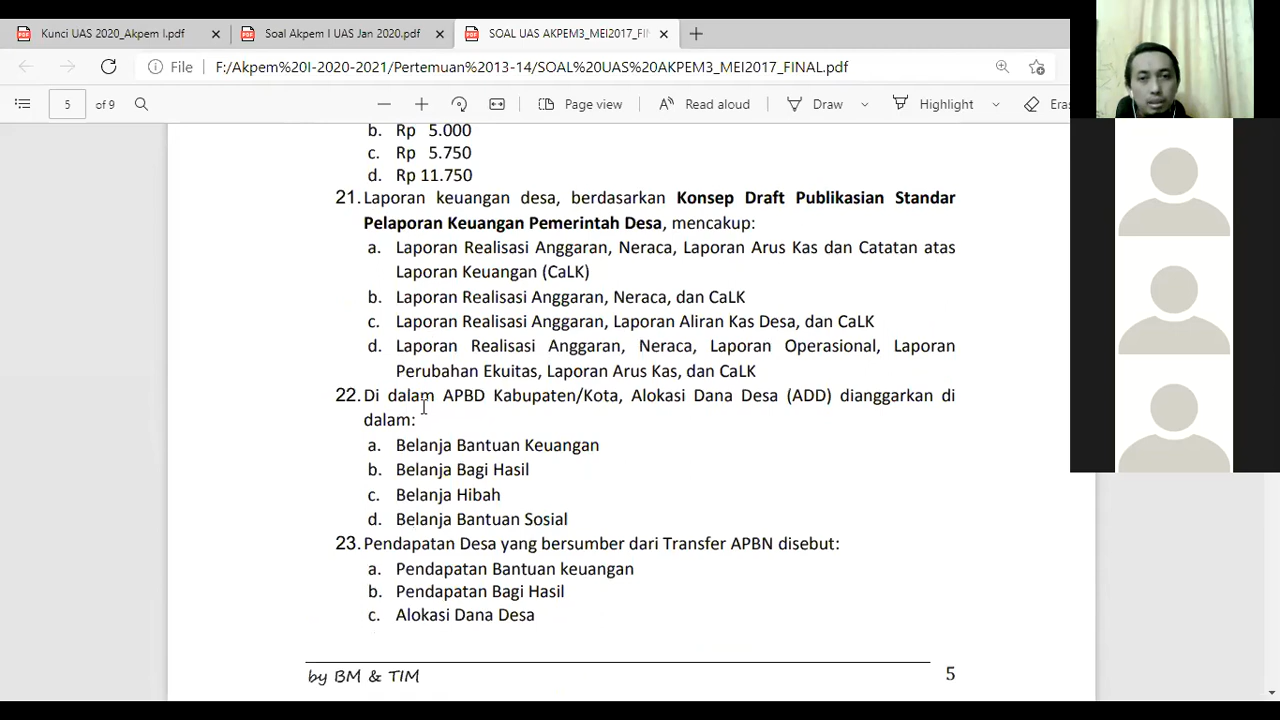 Kunci UAS 2020_Akpem I.pdf
Soal Akpem I UAS Jan 2020.pdf
SOAL UAS AKPEM3_MEI2017_FIN
File F:/Akpem%20I-2020-2021/Pertemuan%2013-14/SOAL%20UAS%20AKPEM3_MEI2017_FINAL.pdf
5 of 9 Page view Read aloud Draw Highlight Eras
b. Rp 5.000
c. Rp 5.750
d. Rp 11.750
21. Laporan keuangan desa, berdasarkan Konsep Draft Publikasian Standar
Pelaporan Keuangan Pemerintah Desa, mencakup:
a. Laporan Realisasi Anggaran, Neraca, Laporan Arus Kas dan Catatan atas
Laporan Keuangan (CaLK)
b. Laporan Realisasi Anggaran, Neraca, dan CaLK
c. Laporan Realisasi Anggaran, Laporan Aliran Kas Desa, dan CaLK
d. Laporan Realisasi Anggaran, Neraca, Laporan Operasional, Laporan
Perubahan Ekuitas, Laporan Arus Kas, dan CaLK
22. Di dalam APBD Kabupaten/Kota, Alokasi Dana Desa (ADD) dianggarkan di
dalam:
a. Belanja Bantuan Keuangan
b. Belanja Bagi Hasil
c. Belanja Hibah
d. Belanja Bantuan Sosial
23. Pendapatan Desa yang bersumber dari Transfer APBN disebut:
a. Pendapatan Bantuan keuangan
b. Pendapatan Bagi Hasil
c. Alokasi Dana Desa
by BM & TIM 5